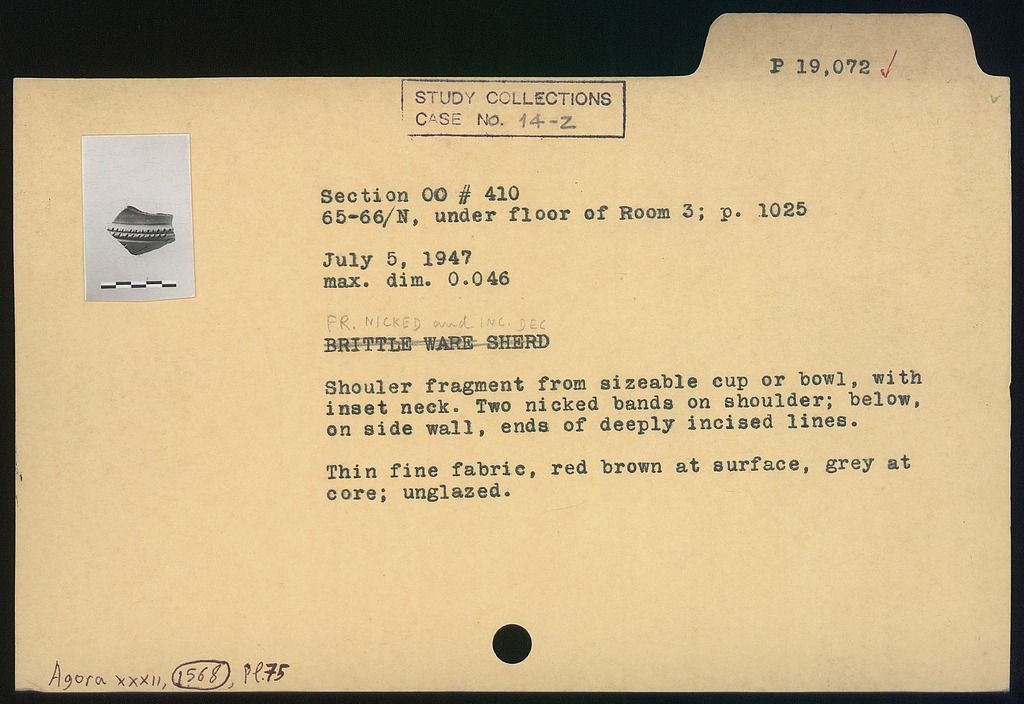 P 19,072 ✓
STUDY COLLECTIONS
CASE No. 14-2
Section OO # 410
65-66/N, under floor of Room 3; p. 1025
July 5, 1947
max. dim. 0.046
FR. NICKED and INC. DEC
BRITTLE WARE SHERD
Shouler fragment from sizeable cup or bowl, with
inset neck. Two nicked bands on shoulder; below,
on side wall, ends of deeply incised lines.
Thin fine fabric, red brown at surface, grey at
core; unglazed.
Agora XXXII, 1568, Pl.75